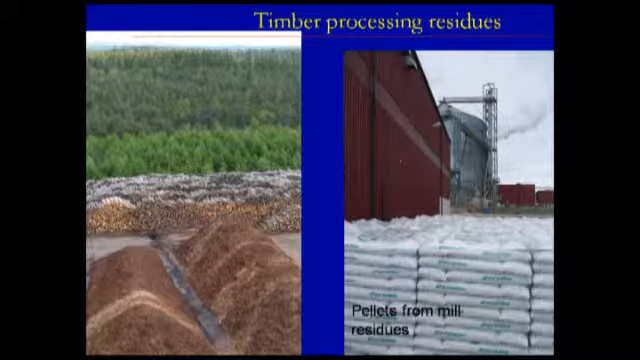 Timber processing residues
Pellets from mill
residues